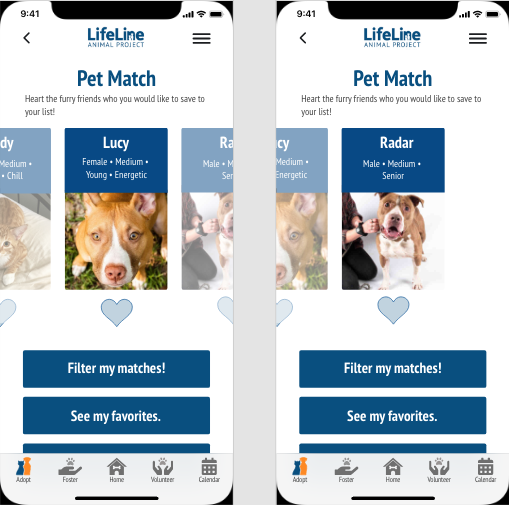 9:41
LifeLine
ANIMAL PROJECT
Pet Match
Heart the furry friends who you would like to save to
your list!
dy
Medium •
• Chill
Lucy
Female • Medium •
Young • Energetic
Ra
Male • M
Ser
Filter my matches!
See my favorites.
Adopt
Foster
Home
Volunteer
Calendar
9:41
LifeLine
ANIMAL PROJECT
Pet Match
Heart the furry friends who you would like to save to
your list!
cy
Medium •
Energetic
Radar
Male • Medium •
Senior
Filter my matches!
See my favorites.
Adopt
Foster
Home
Volunteer
Calendar